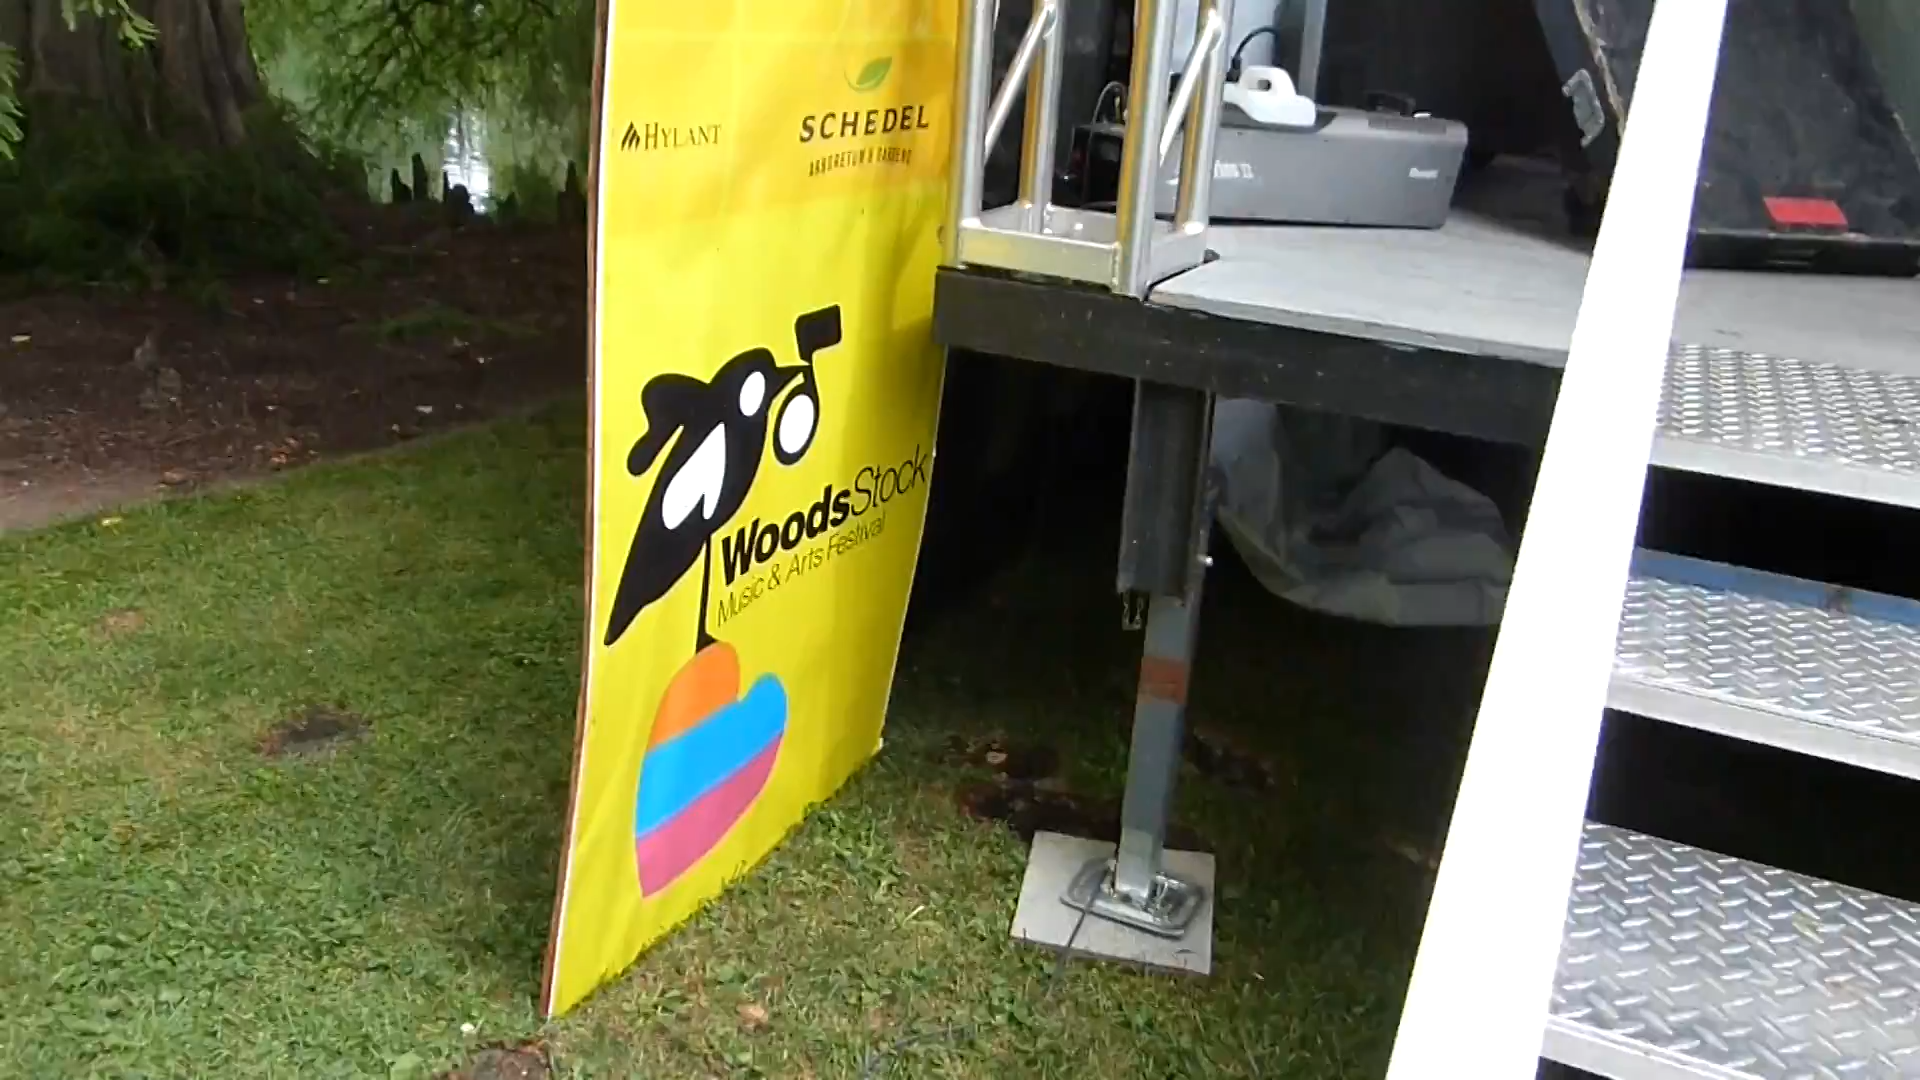 HYLANT
SCHEDEL
ARBORETUM & GARDENS
WoodsStock
Music & Arts Festival